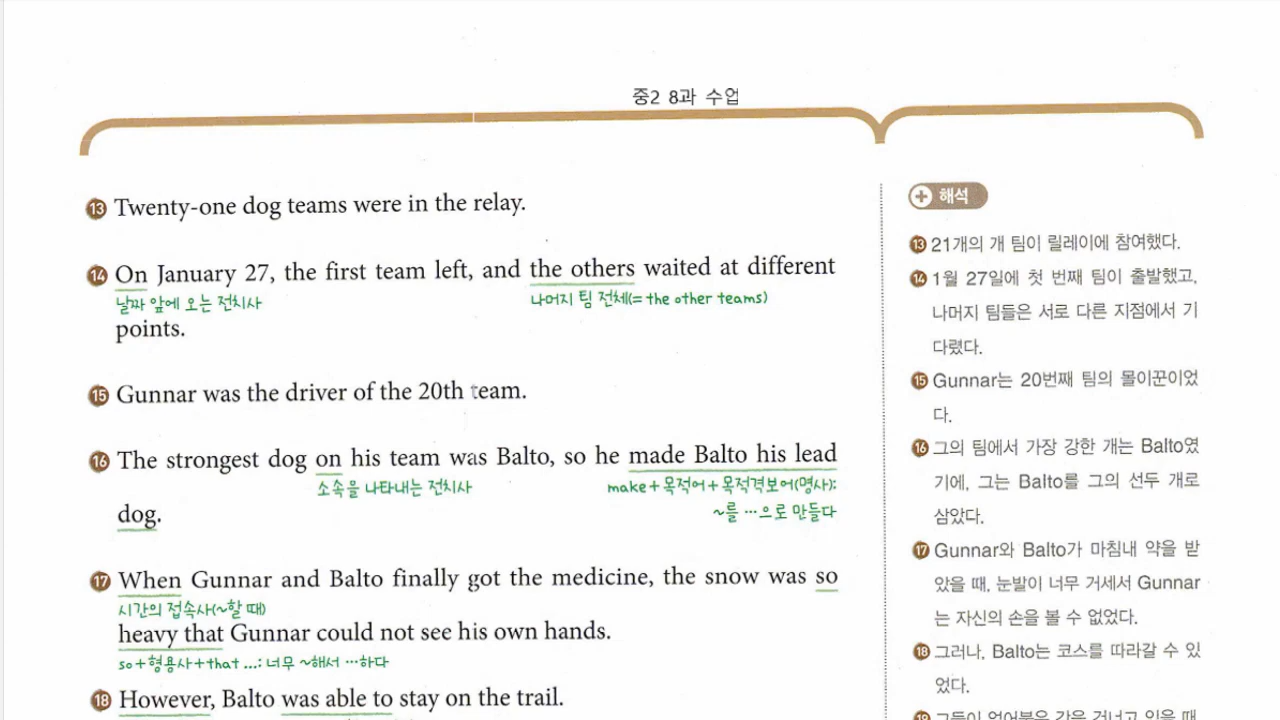 중2 8과 수업
⑬ Twenty-one dog teams were in the relay.
⑭ On January 27, the first team left, and the others waited at different
날짜 앞에 오는 전치사 나머지 팀 전체(= the other teams)
points.
⑮ Gunnar was the driver of the 20th team.
⑯ The strongest dog on his team was Balto, so he made Balto his lead
소속을 나타내는 전치사 make+목적어+목적격보어(명사):
dog. ~를 …으로 만들다
⑰ When Gunnar and Balto finally got the medicine, the snow was so
시간의 접속사(~할 때)
heavy that Gunnar could not see his own hands.
so+형용사+that …: 너무 ~해서 …하다
⑱ However, Balto was able to stay on the trail.
+ 해석
⑬ 21개의 개 팀이 릴레이에 참여했다.
⑭ 1월 27일에 첫 번째 팀이 출발했고,
나머지 팀들은 서로 다른 지점에서 기
다렸다.
⑮ Gunnar는 20번째 팀의 몰이꾼이었
다.
⑯ 그의 팀에서 가장 강한 개는 Balto였
기에, 그는 Balto를 그의 선두 개로
삼았다.
⑰ Gunnar와 Balto가 마침내 약을 받
았을 때, 눈발이 너무 거세서 Gunnar
는 자신의 손을 볼 수 없었다.
⑱ 그러나, Balto는 코스를 따라갈 수 있
었다.